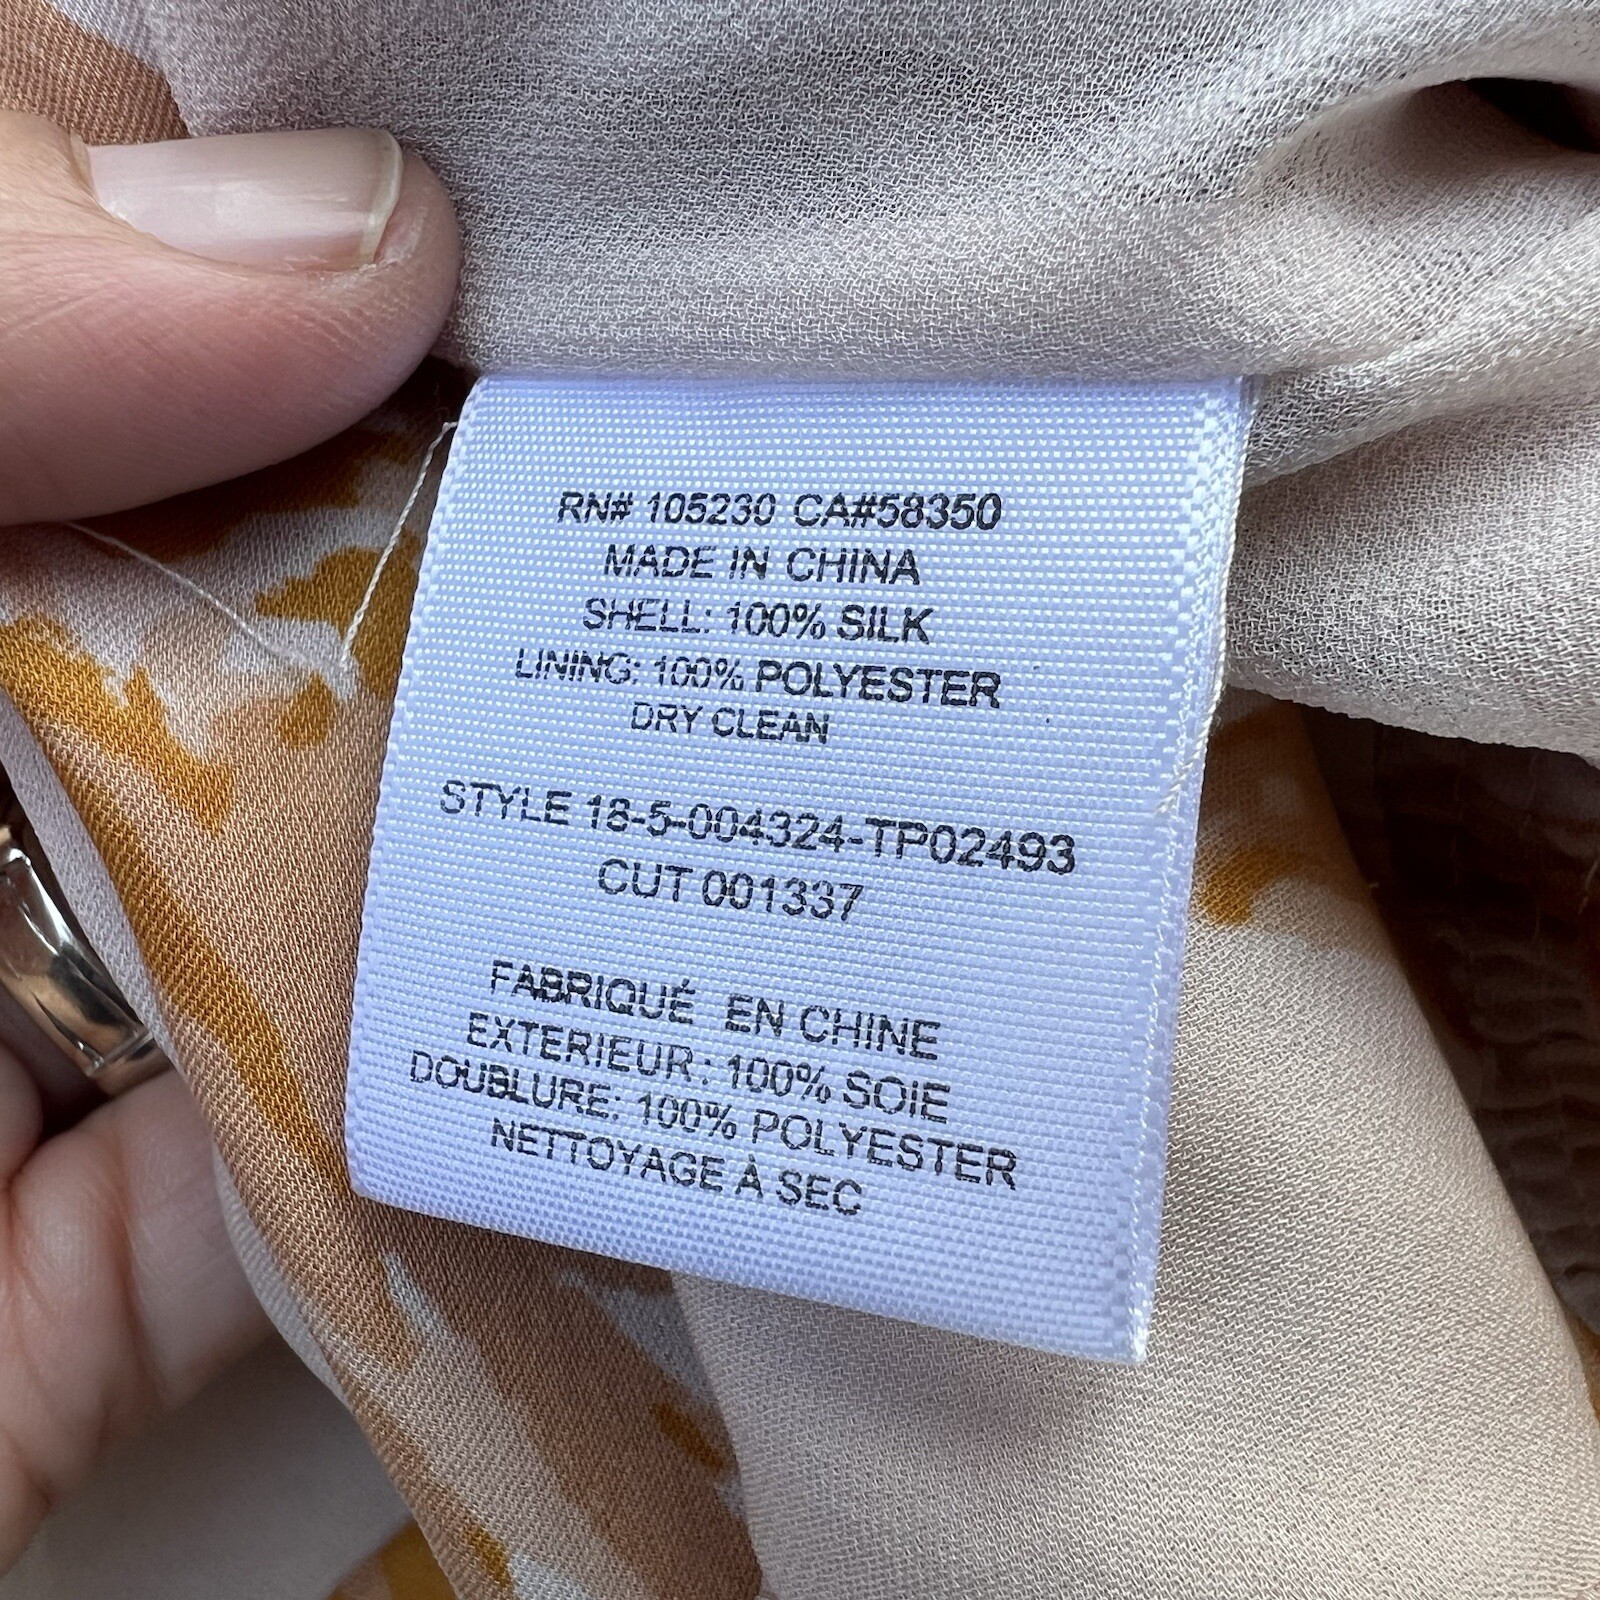 RN# 105230 CA#58350
MADE IN CHINA
SHELL: 100% SILK
LINING: 100% POLYESTER
DRY CLEAN
STYLE 18-5-004324-TP02493
CUT 001337
FABRIQUÉ EN CHINE
EXTERIEUR: 100% SOIE
DOUBLURE: 100% POLYESTER
NETTOYAGE À SEC